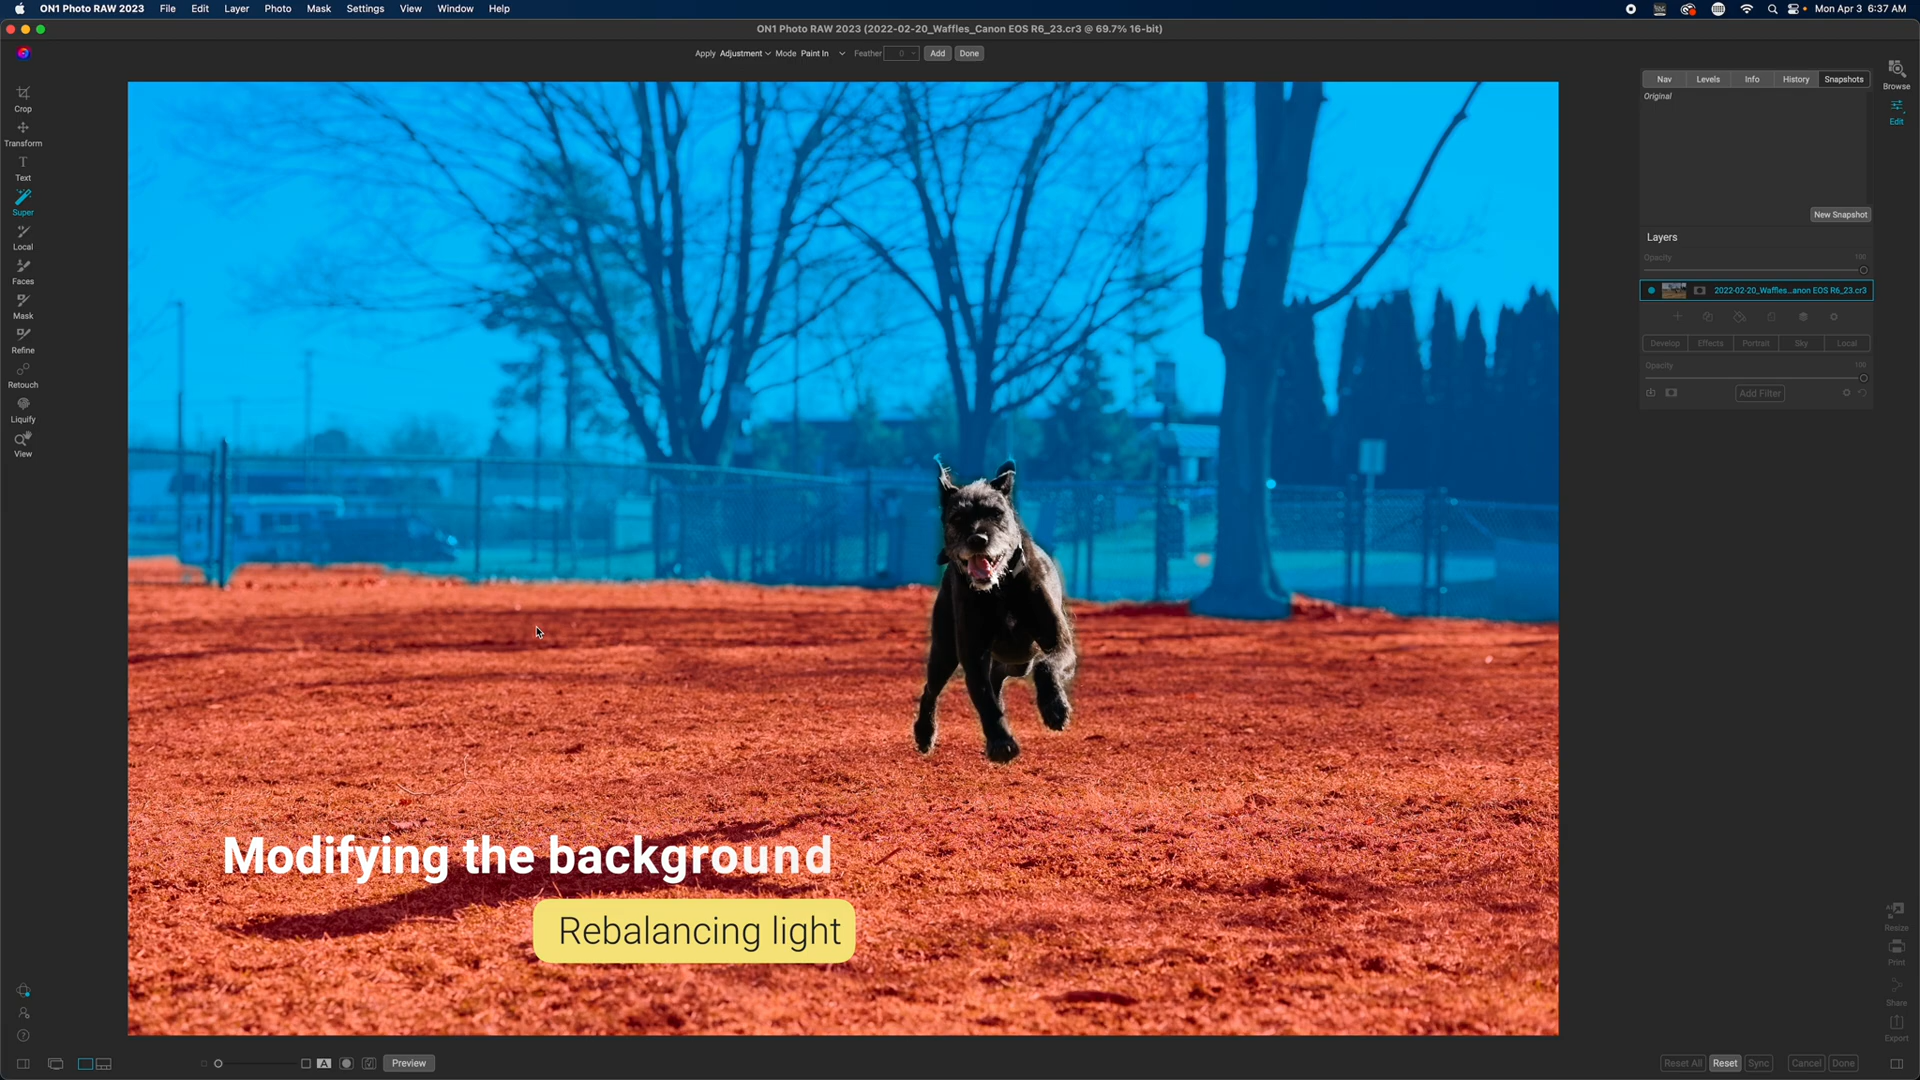 ON1 Photo RAW 2023 File Edit Layer Photo Mask Settings View Window Help Mon Apr 3 6:37 AM
ON1 Photo RAW 2023 (2022-02-20_Waffles_Canon EOS R6_23.cr3 @ 69.7% 16-bit)
Apply Adjustment Mode Paint In Feather 0 Add Done
Crop
Transform
Text
Super
Local
Faces
Mask
Refine
Retouch
Liquify
View
Nav Levels Info History Snapshots
Original
New Snapshot
Layers
Opacity 100
2022-02-20_Waffles...anon EOS R6_23.cr3
Develop Effects Portrait Sky Local
Opacity 100
Add Filter
Browse
Edit
Modifying the background
Rebalancing light
Resize
Print
Share
Export
A Preview
Reset All Reset Sync Cancel Done